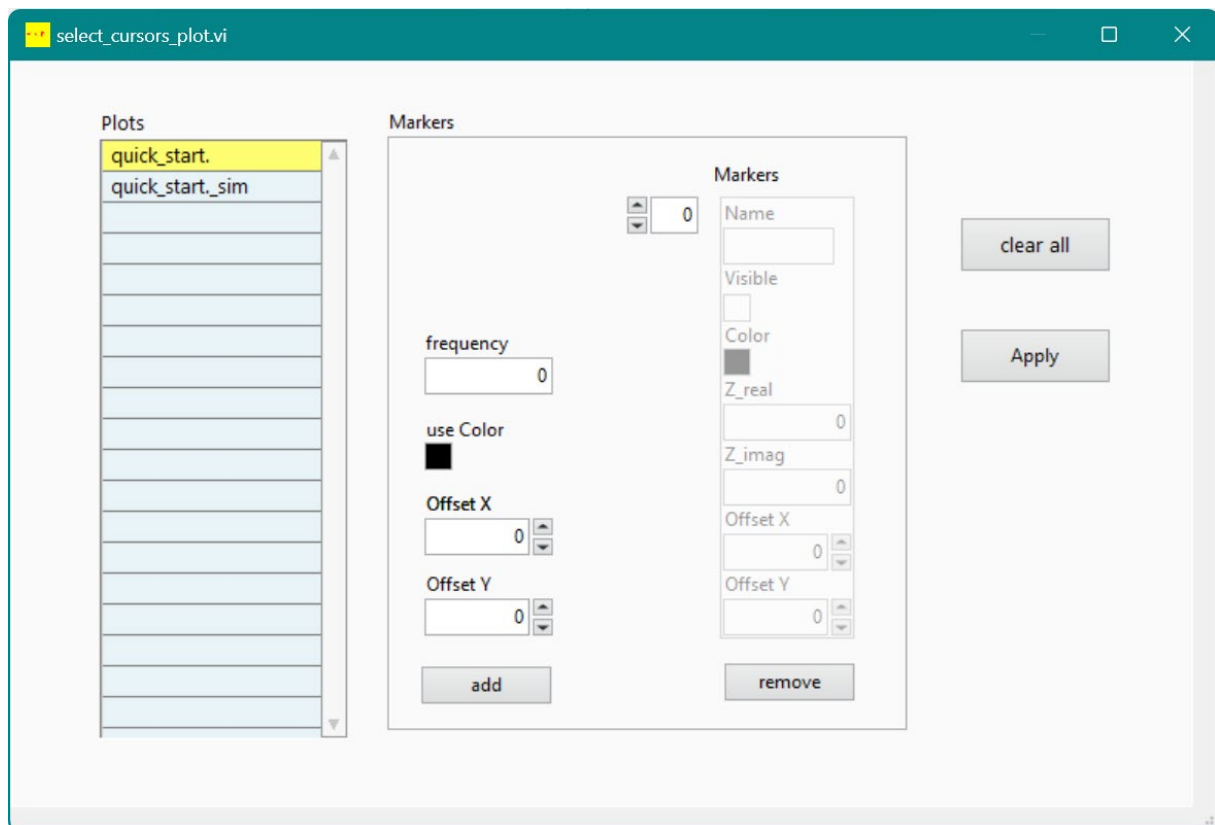 select_cursors_plot.vi
Plots
quick_start.
quick_start._sim
Markers
frequency
0
use Color
Offset X
0
Offset Y
0
add
0
Markers
Name
Visible
Color
Z_real
0
Z_imag
0
Offset X
0
Offset Y
0
remove
clear all
Apply